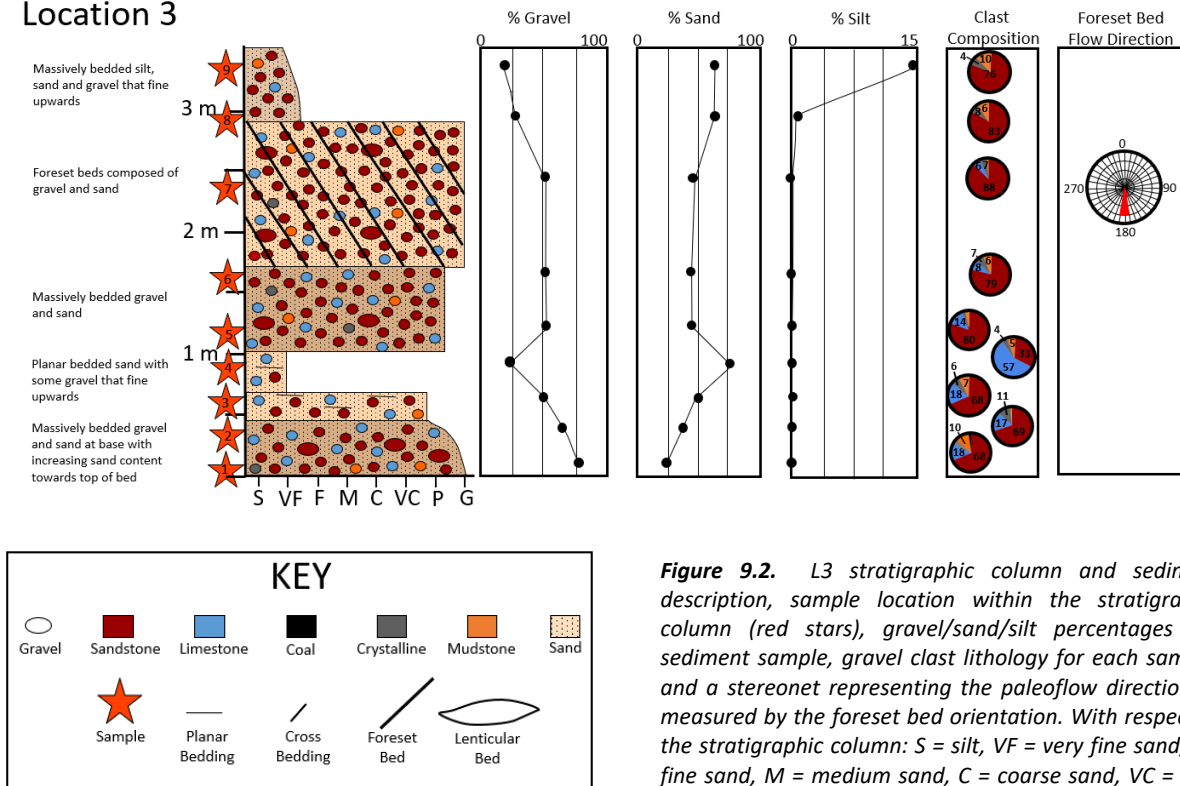 Location 3
% Gravel
% Sand
% Silt
Clast
Composition
Foreset Bed
Flow Direction
0
100
0
100
0
15
Massively bedded silt,
sand and gravel that fine
upwards
Foreset beds composed of
gravel and sand
Massively bedded gravel
and sand
Planar bedded sand with
some gravel that fine
upwards
Massively bedded gravel
and sand at base with
increasing sand content
towards top of bed
3 m
2 m
1 m
9
8
7
6
5
4
3
2
1
S VF F M C VC P G
4 10
76
8 6
83
6 7
88
7
8 6
79
14
80
4
5 33
57
6
7
18 68
11
17
69
10
18 68
0
270 90
180
KEY
Gravel Sandstone Limestone Coal Crystalline Mudstone Sand
Sample Planar
Bedding Cross
Bedding Foreset
Bed Lenticular
Bed
Figure 9.2. L3 stratigraphic column and sedim
description, sample location within the stratigra
column (red stars), gravel/sand/silt percentages
sediment sample, gravel clast lithology for each sam
and a stereonet representing the paleoflow direction
measured by the foreset bed orientation. With respec
the stratigraphic column: S = silt, VF = very fine sand,
fine sand, M = medium sand, C = coarse sand, VC =